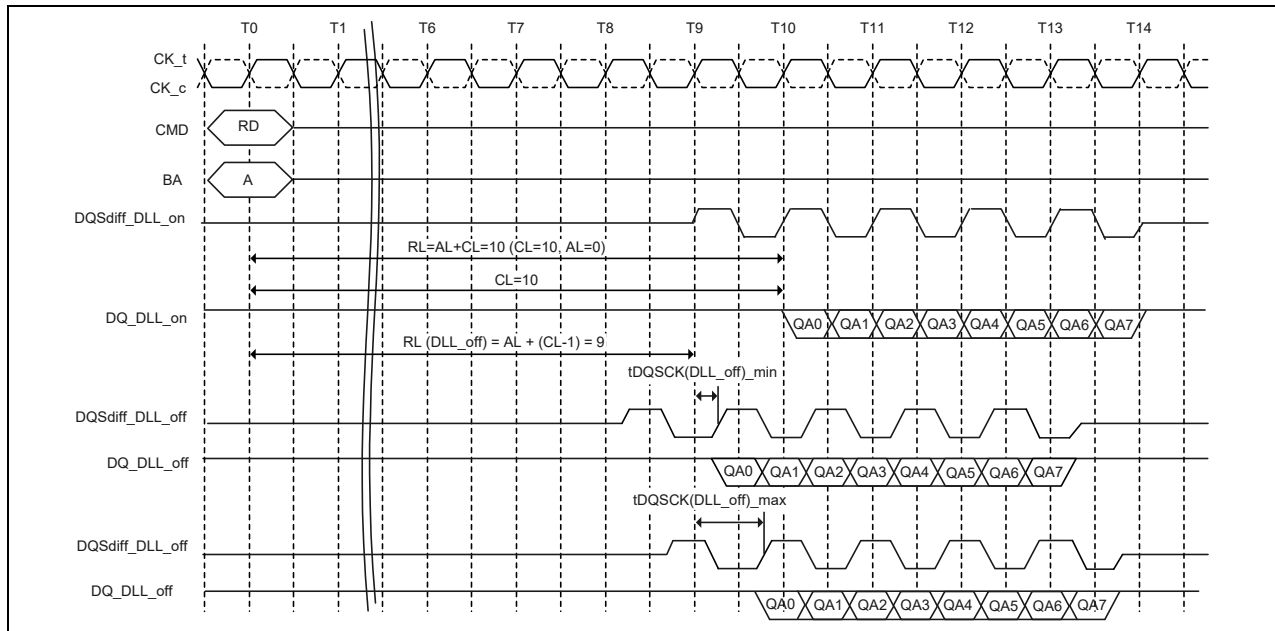 T0 T1 T6 T7 T8 T9 T10 T11 T12 T13 T14
CK_t
CK_c
CMD RD
BA A
DQSdiff_DLL_on
RL=AL+CL=10 (CL=10, AL=0)
CL=10
DQ_DLL_on QA0 QA1 QA2 QA3 QA4 QA5 QA6 QA7
RL (DLL_off) = AL + (CL-1) = 9
tDQSCK(DLL_off)_min
DQSdiff_DLL_off
DQ_DLL_off QA0 QA1 QA2 QA3 QA4 QA5 QA6 QA7
tDQSCK(DLL_off)_max
DQSdiff_DLL_off
DQ_DLL_off QA0 QA1 QA2 QA3 QA4 QA5 QA6 QA7